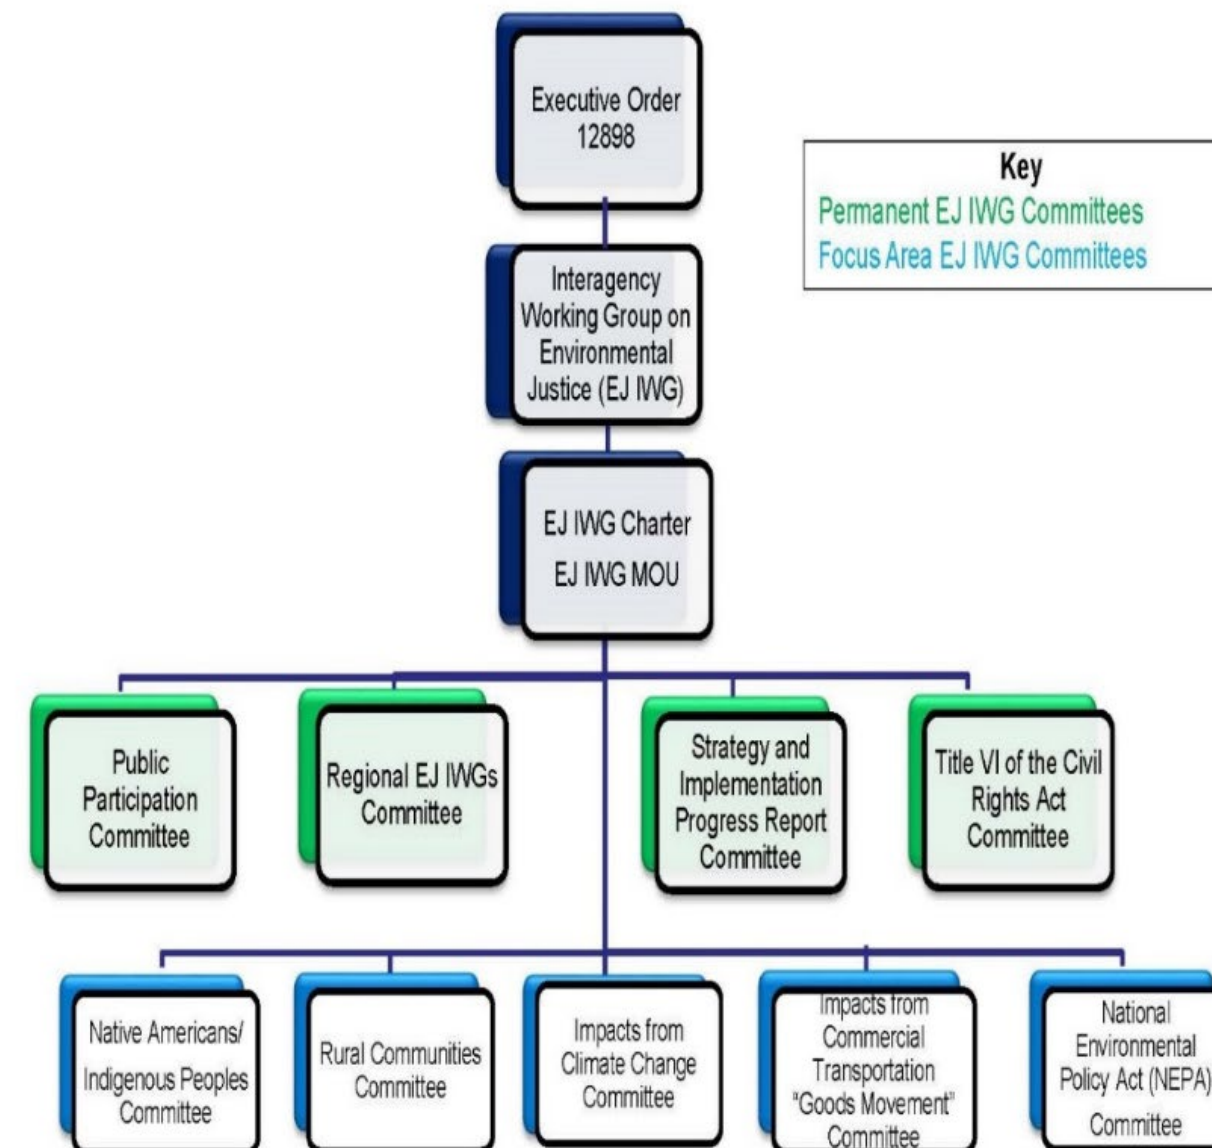 Executive Order
12898
Key
Permanent EJ IWG Committees
Focus Area EJ IWG Committees
Interagency
Working Group on
Environmental
Justice (EJ IWG)
EJ IWG Charter
EJ IWG MOU
Public
Participation
Committee
Regional EJ IWGs
Committee
Strategy and
Implementation
Progress Report
Committee
Title VI of the Civil
Rights Act
Committee
Native Americans/
Indigenous Peoples
Committee
Rural Communities
Committee
Impacts from
Climate Change
Committee
Impacts from
Commercial
Transportation
"Goods Movement"
Committee
National
Environmental
Policy Act (NEPA)
Committee